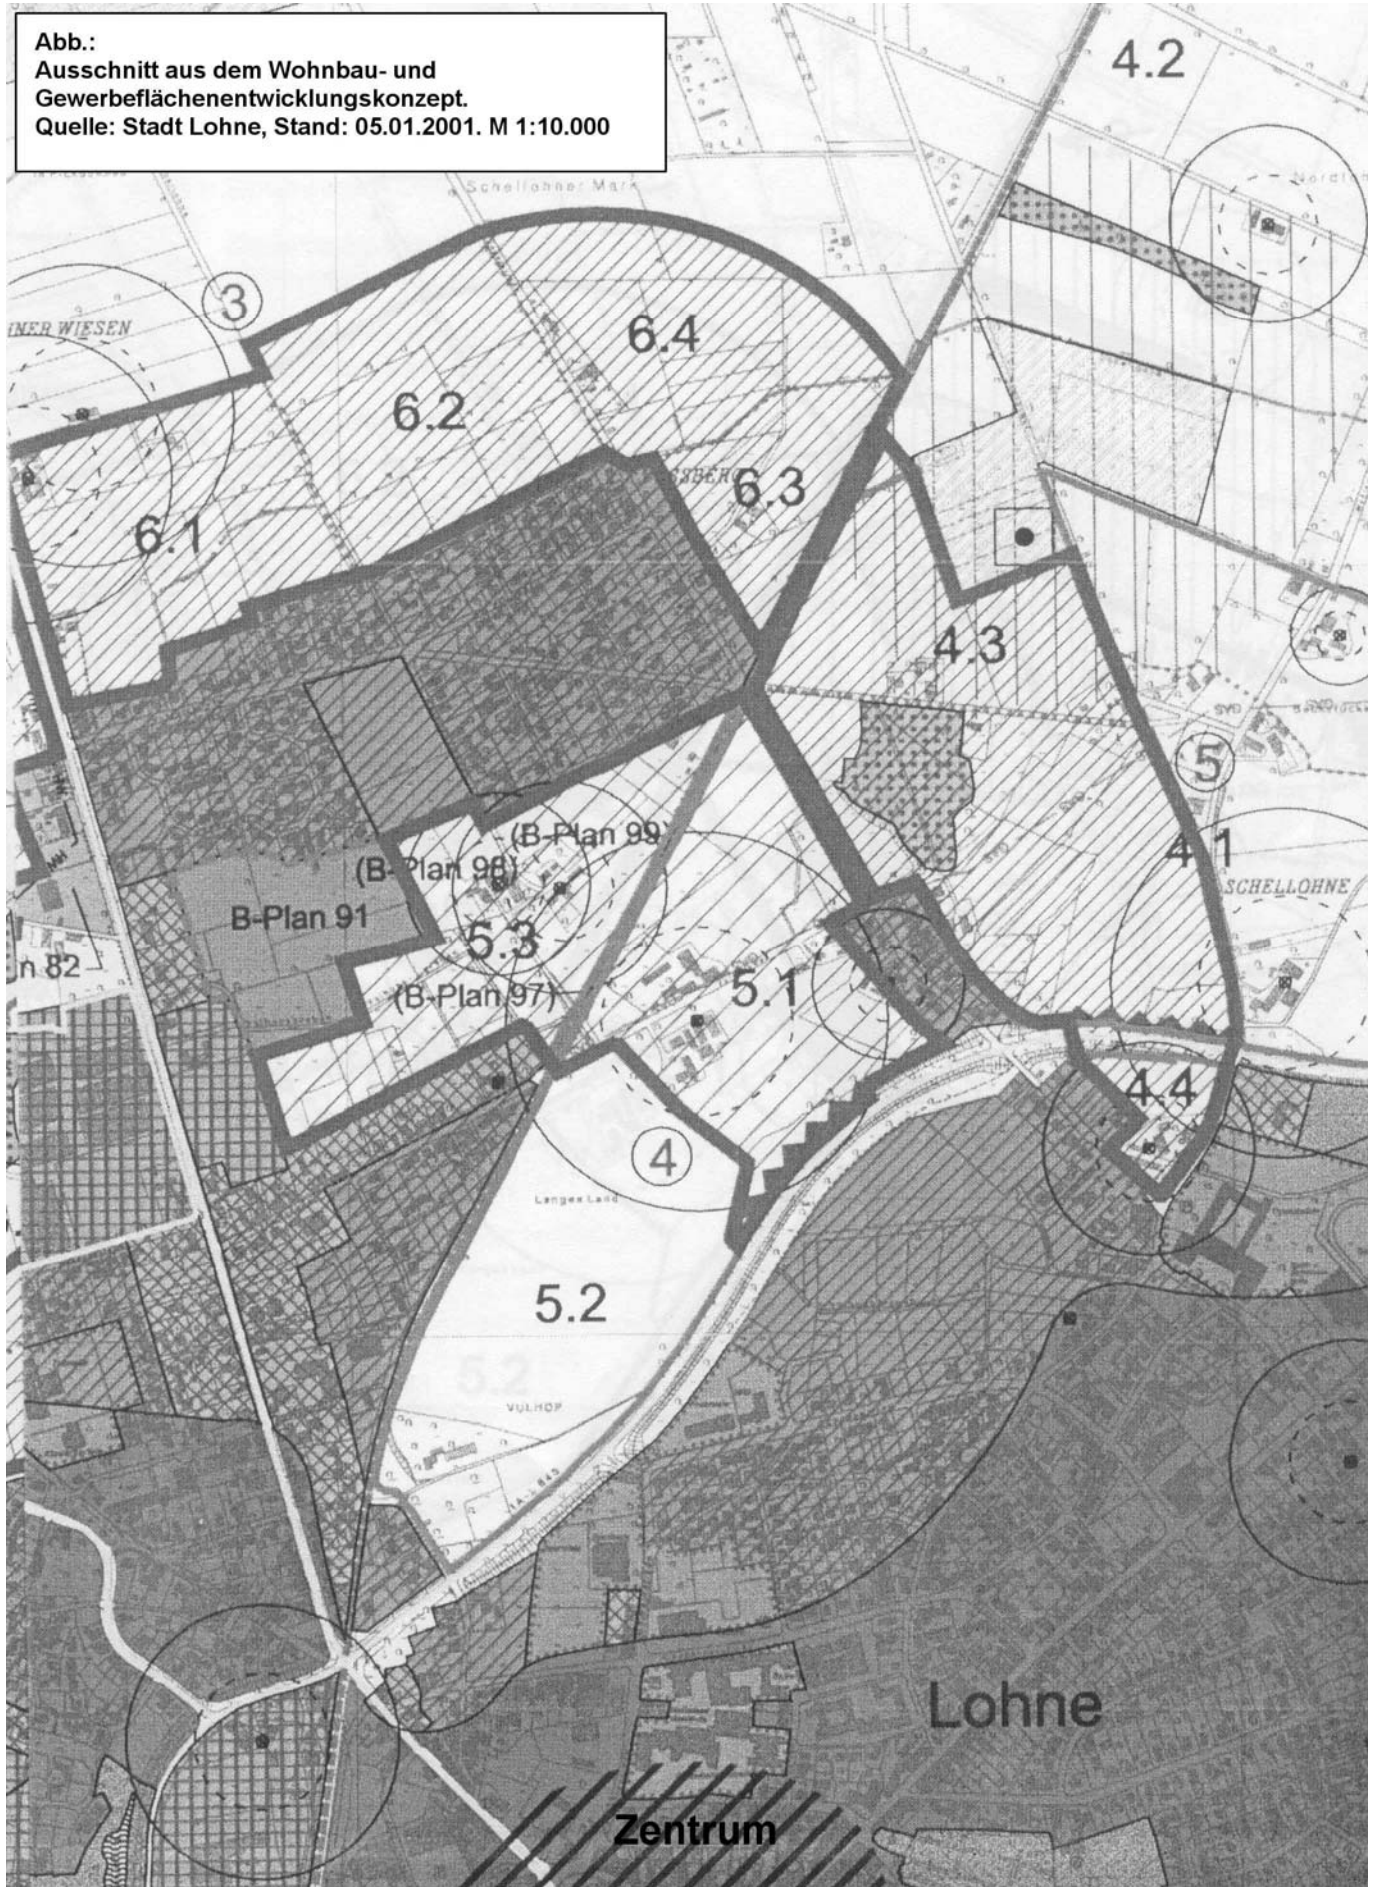 Abb.:
Ausschnitt aus dem Wohnbau- und
Gewerbeflächenentwicklungskonzept.
Quelle: Stadt Lohne, Stand: 05.01.2001. M 1:10.000
4.2
Schellohner Mark
3
6.4
6.2
6.3
6.1
4.3
5
4.1
SCHELLOHNE
(B-Plan 99)
(B-Plan 98)
B-Plan 91
5.3
n 82
(B-Plan 97)
5.1
4.4
4
Langes Land
5.2
5.2
VULHOP
Lohne
Zentrum